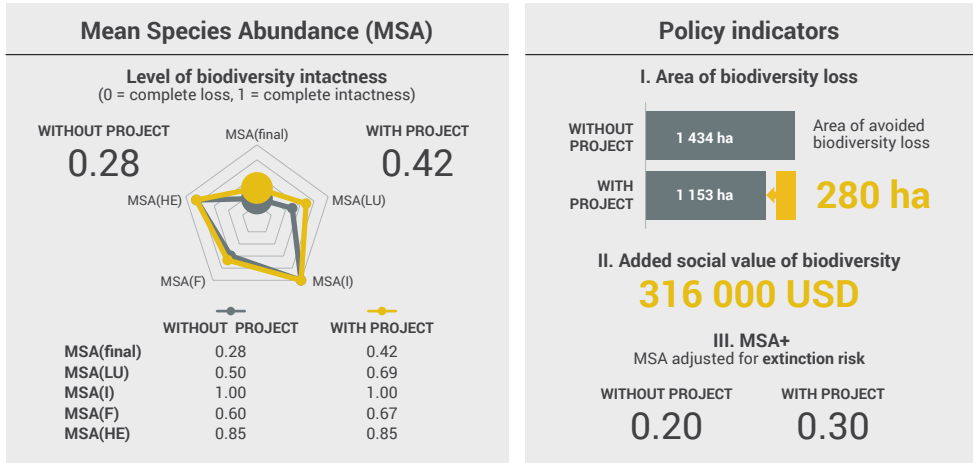 Mean Species Abundance (MSA)
Level of biodiversity intactness
(0 = complete loss, 1 = complete intactness)
WITHOUT PROJECT
0.28
WITH PROJECT
0.42
MSA(final)
MSA(HE)
MSA(LU)
MSA(F)
MSA(I)
WITHOUT PROJECT WITH PROJECT
MSA(final) 0.28 0.42
MSA(LU) 0.50 0.69
MSA(I) 1.00 1.00
MSA(F) 0.60 0.67
MSA(HE) 0.85 0.85
Policy indicators
I. Area of biodiversity loss
WITHOUT
PROJECT
1 434 ha
Area of avoided
biodiversity loss
WITH
PROJECT
1 153 ha
280 ha
II. Added social value of biodiversity
316 000 USD
III. MSA+
MSA adjusted for extinction risk
WITHOUT PROJECT
0.20
WITH PROJECT
0.30